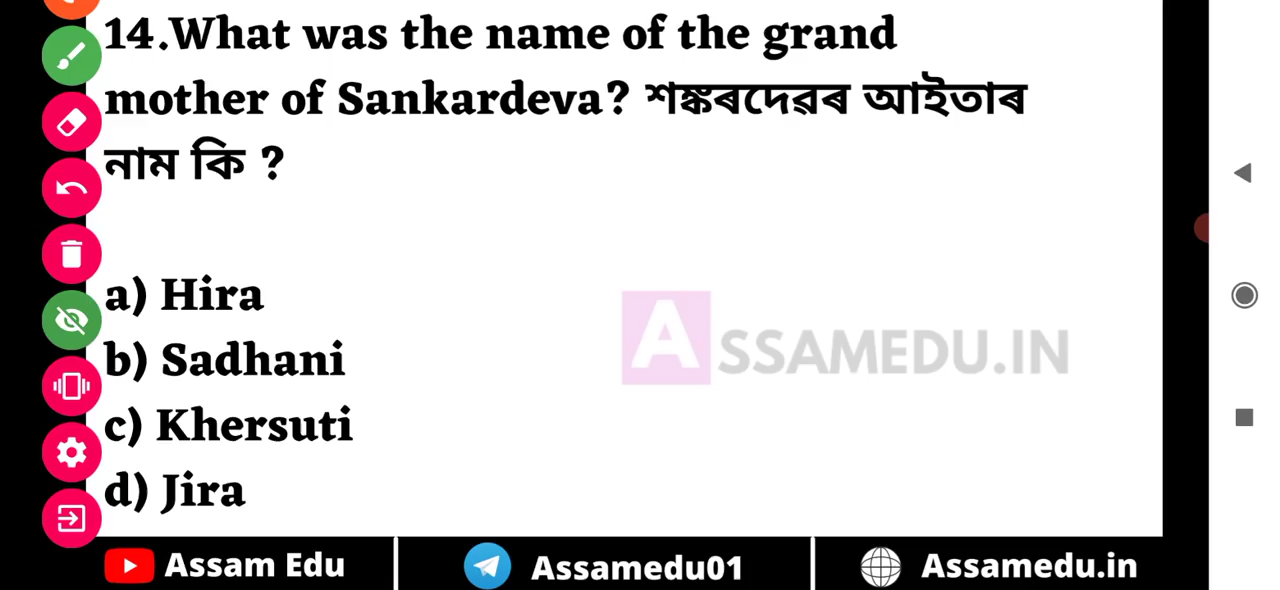 14.What was the name of the grand
mother of Sankardeva? শঙ্কৰদেৱৰ আইতাৰ
নাম কি ?
a) Hira
b) Sadhani
c) Khersuti
d) Jira
ASSAMEDU.IN
Assam Edu
Assamedu01
Assamedu.in